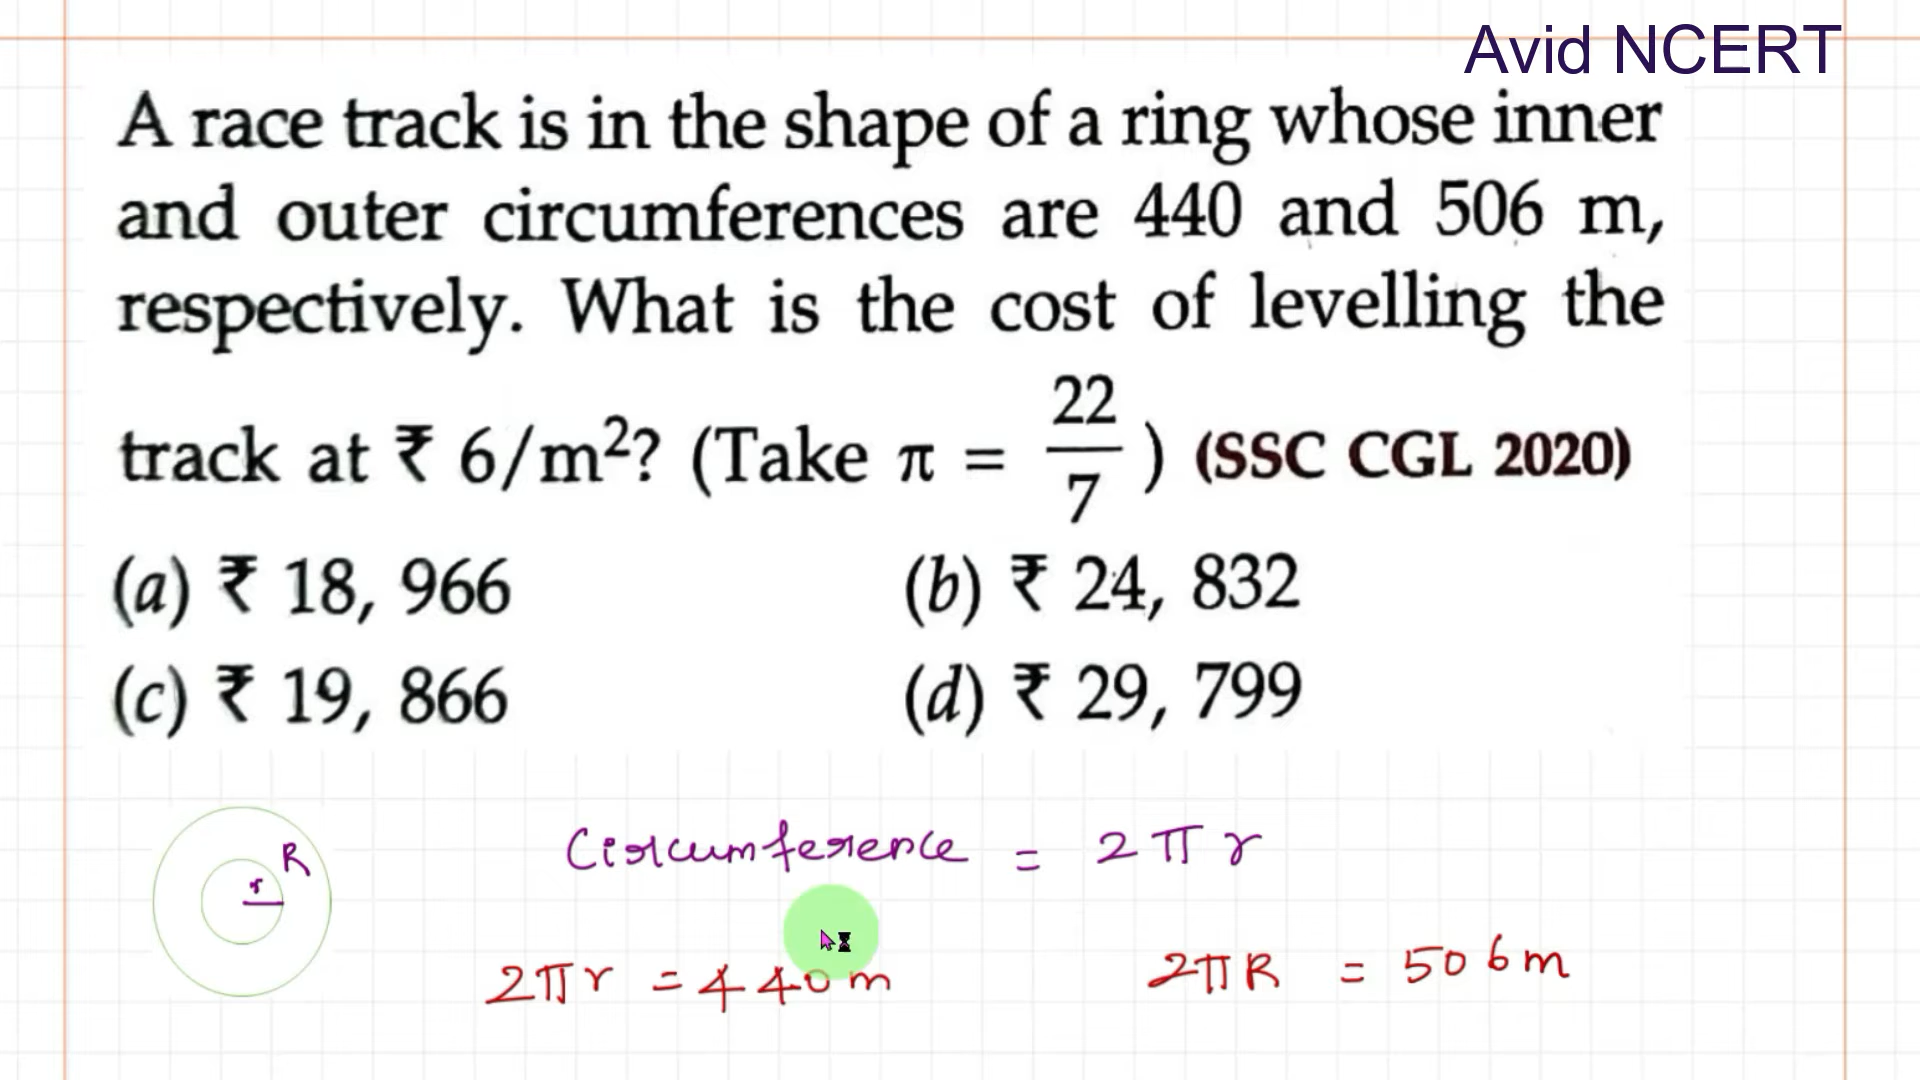 Avid NCERT
A race track is in the shape of a ring whose inner
and outer circumferences are 440 and 506 m,
respectively. What is the cost of levelling the
track at ₹ 6/m²? (Take π = 22/7) (SSC CGL 2020)
(a) ₹ 18, 966 (b) ₹ 24, 832
(c) ₹ 19, 866 (d) ₹ 29, 799
R
r
Circumference = 2πr
2πr = 440m 2πR = 506m